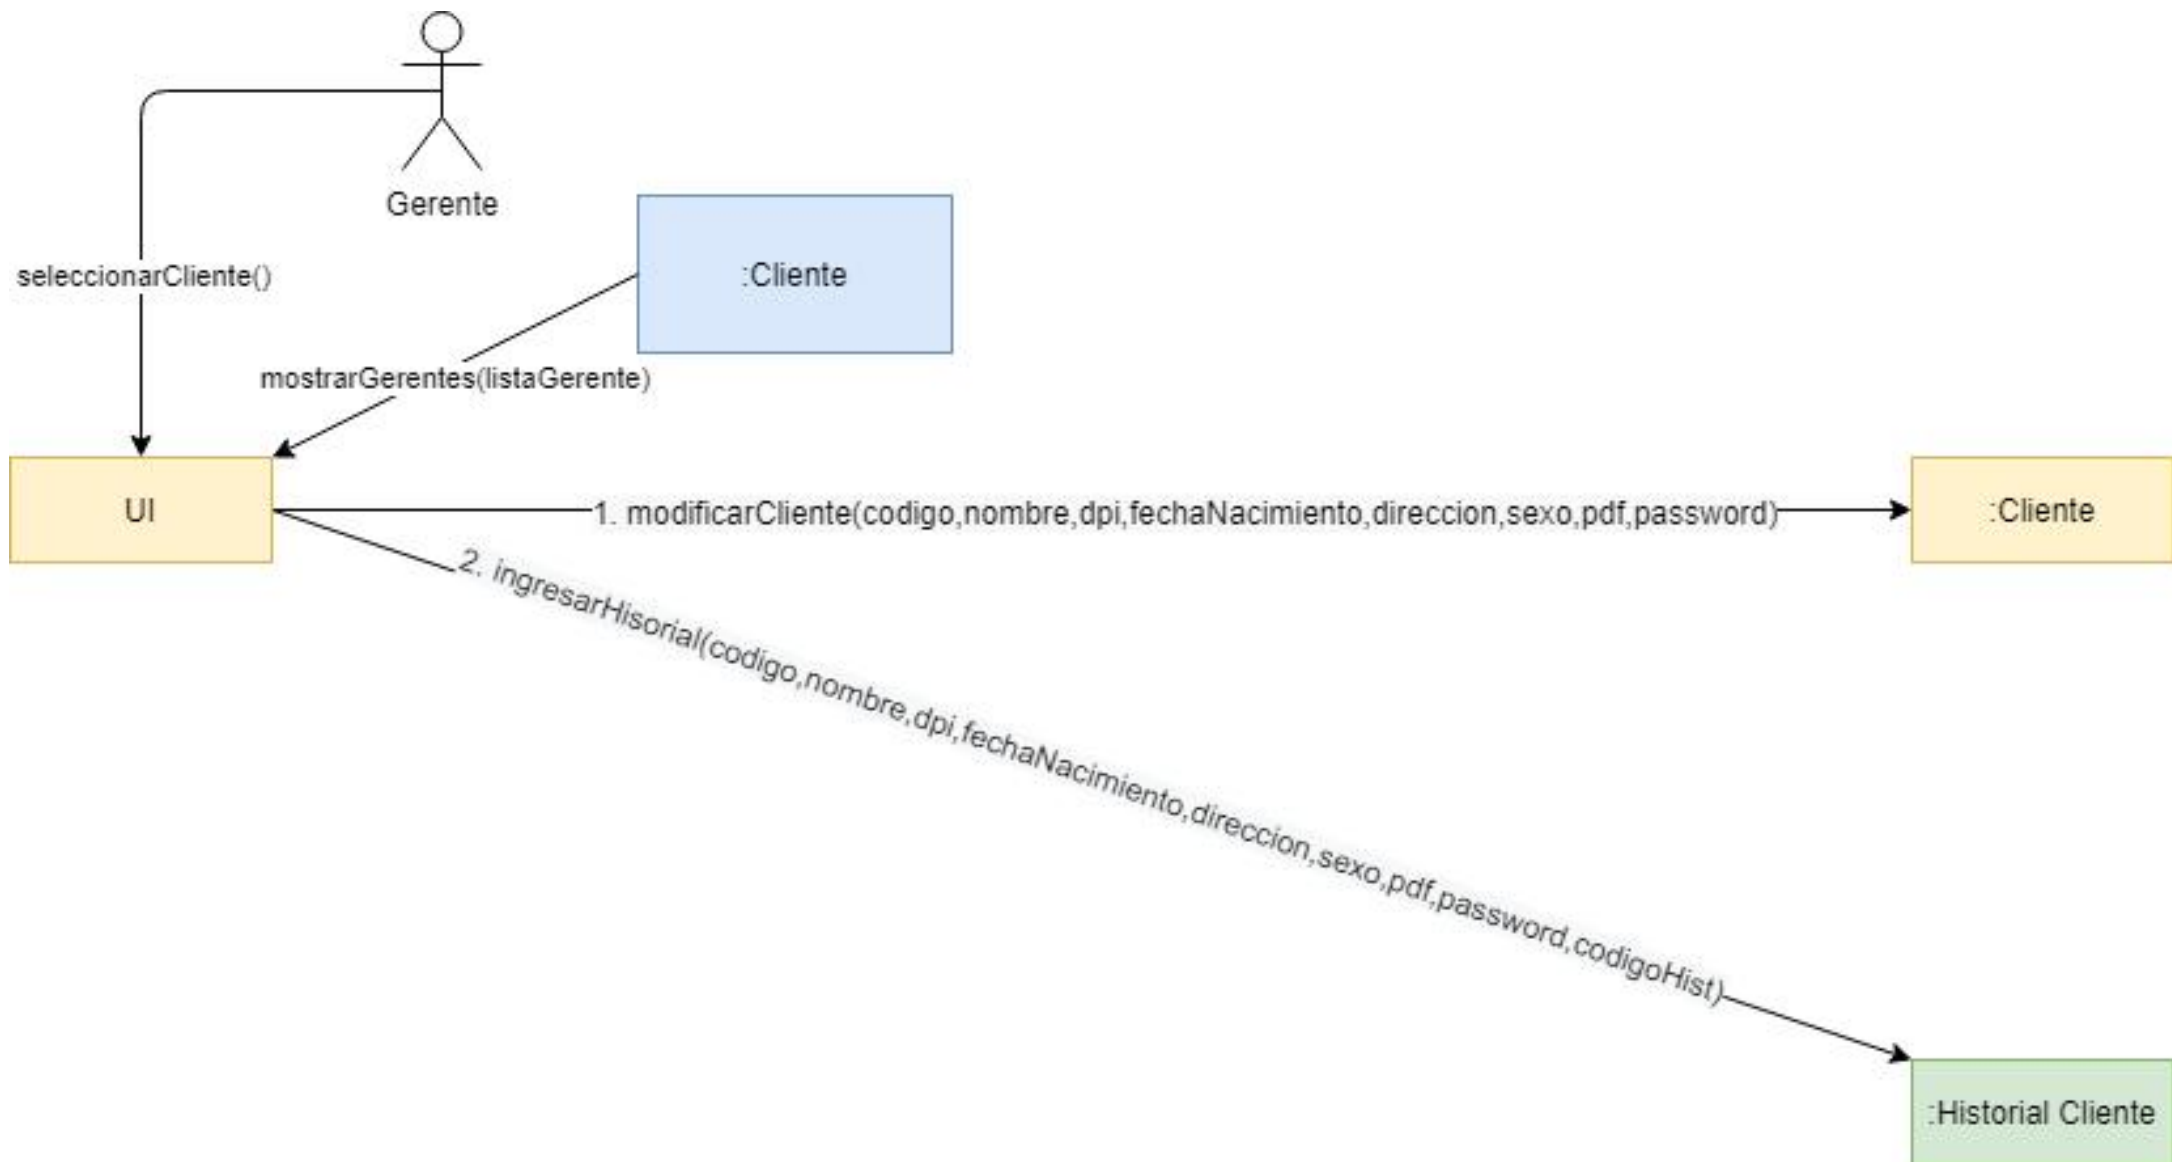 Gerente
:Cliente
seleccionarCliente()
mostrarGerentes(listaGerente)
UI
1. modificarCliente(codigo,nombre,dpi,fechaNacimiento,direccion,sexo,pdf,password)
:Cliente
2. ingresarHisorial(codigo,nombre,dpi,fechaNacimiento,direccion,sexo,pdf,password,codigoHist)
:Historial Cliente